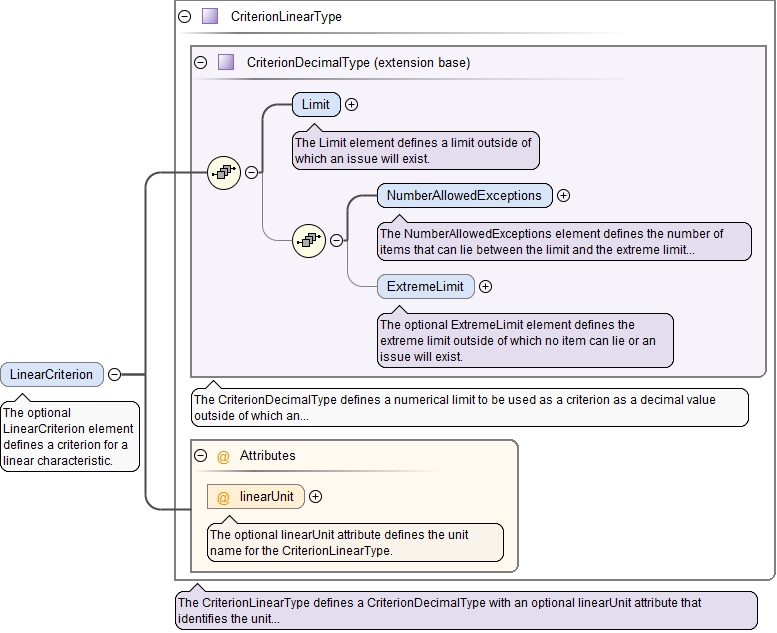 CriterionLinearType
CriterionDecimalType (extension base)
Limit
The Limit element defines a limit outside of
which an issue will exist.
NumberAllowedExceptions
The NumberAllowedExceptions element defines the number of
items that can lie between the limit and the extreme limit...
ExtremeLimit
The optional ExtremeLimit element defines the
extreme limit outside of which no item can lie or an
issue will exist.
LinearCriterion
The optional
LinearCriterion element
defines a criterion for a
linear characteristic.
The CriterionDecimalType defines a numerical limit to be used as a criterion as a decimal value
outside of which an...
@ Attributes
@ linearUnit
The optional linearUnit attribute defines the unit
name for the CriterionLinearType.
The CriterionLinearType defines a CriterionDecimalType with an optional linearUnit attribute that
identifies the unit...